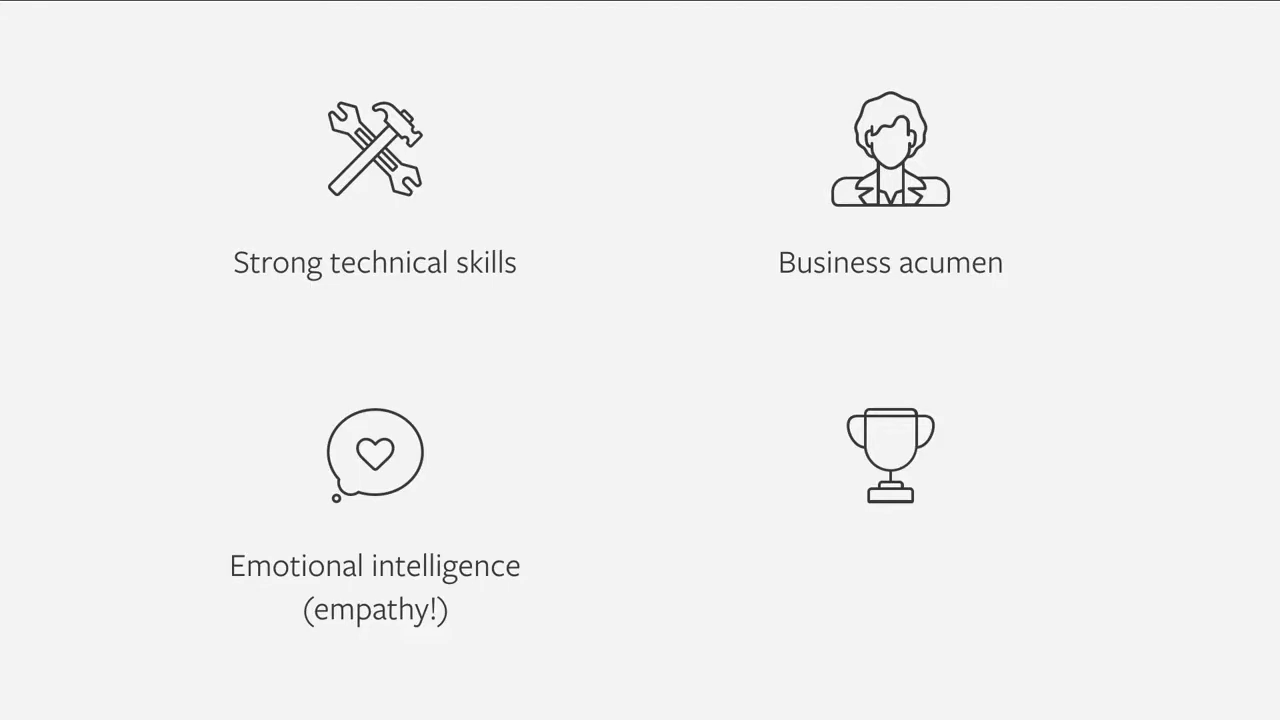 Strong technical skills
Business acumen
Emotional intelligence
(empathy!)